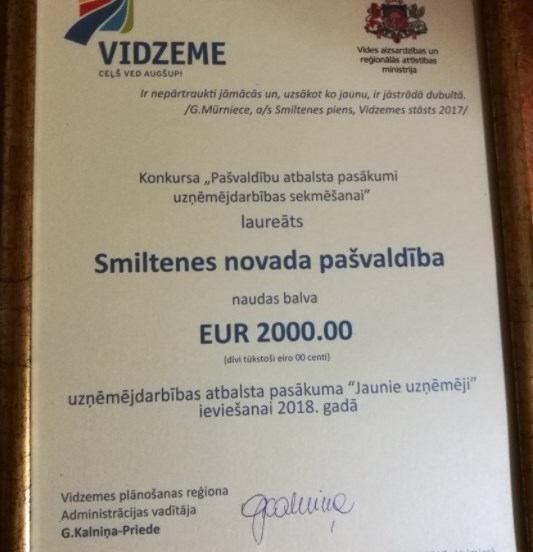 VIDZEME
CEĻŠ VED AUGŠUP!
Vides aizsardzības un
reģionālās attīstības
ministrija
Ir nepārtraukti jāmācās un, uzsākot ko jaunu, ir jāstrādā dubultā.
/G.Mūrniece, a/s Smiltenes piens, Vidzemes stāsts 2017/
Konkursa „Pašvaldību atbalsta pasākumi
uzņēmējdarbības sekmēšanai”
laureāts
Smiltenes novada pašvaldība
naudas balva
EUR 2000.00
(divi tūkstoši eiro 00 centi)
uzņēmējdarbības atbalsta pasākuma “Jaunie uzņēmēji”
ieviešanai 2018. gadā
Vidzemes plānošanas reģiona
Administrācijas vadītāja
G.Kalniņa-Priede